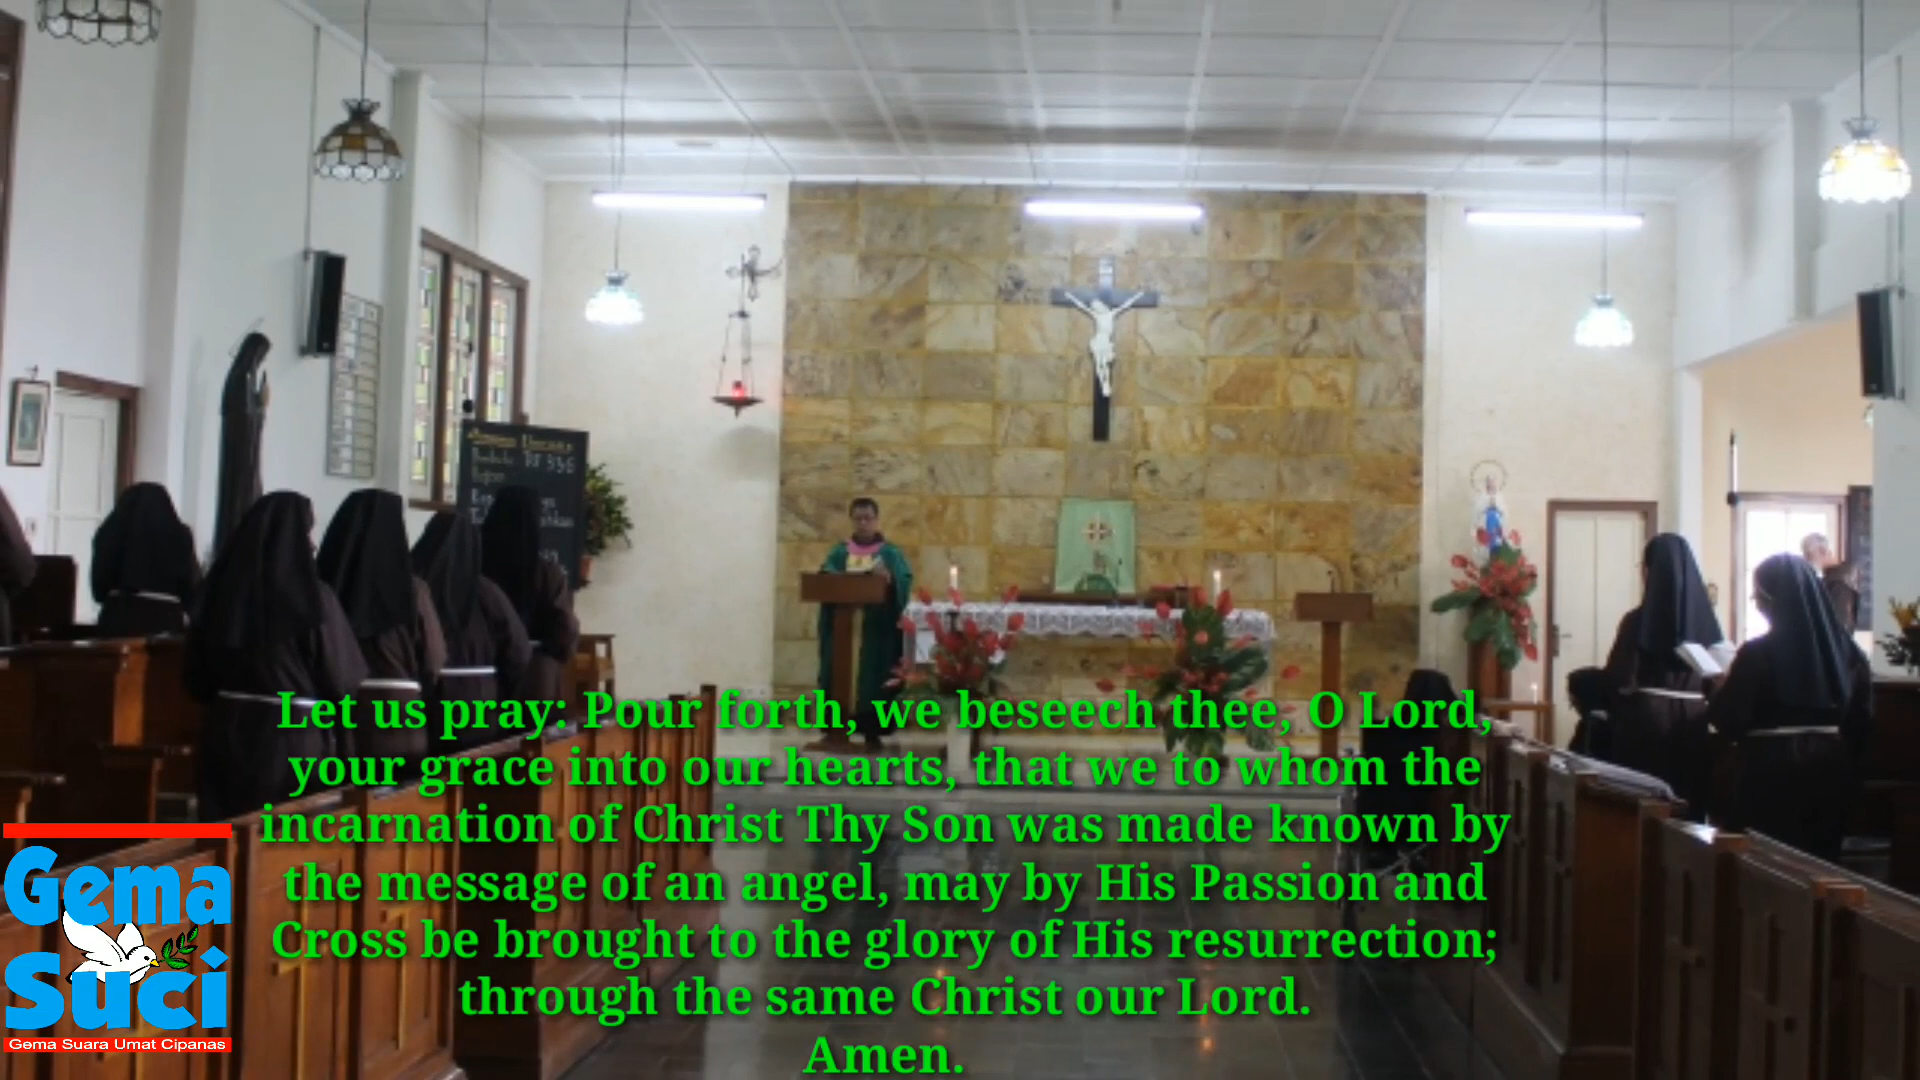 RF 336
Let us pray: Pour forth, we beseech thee, O Lord,
your grace into our hearts, that we to whom the
incarnation of Christ Thy Son was made known by
the message of an angel, may by His Passion and
Cross be brought to the glory of His resurrection;
through the same Christ our Lord.
Amen.
Gema
Suci
Gema Suara Umat Cipanas